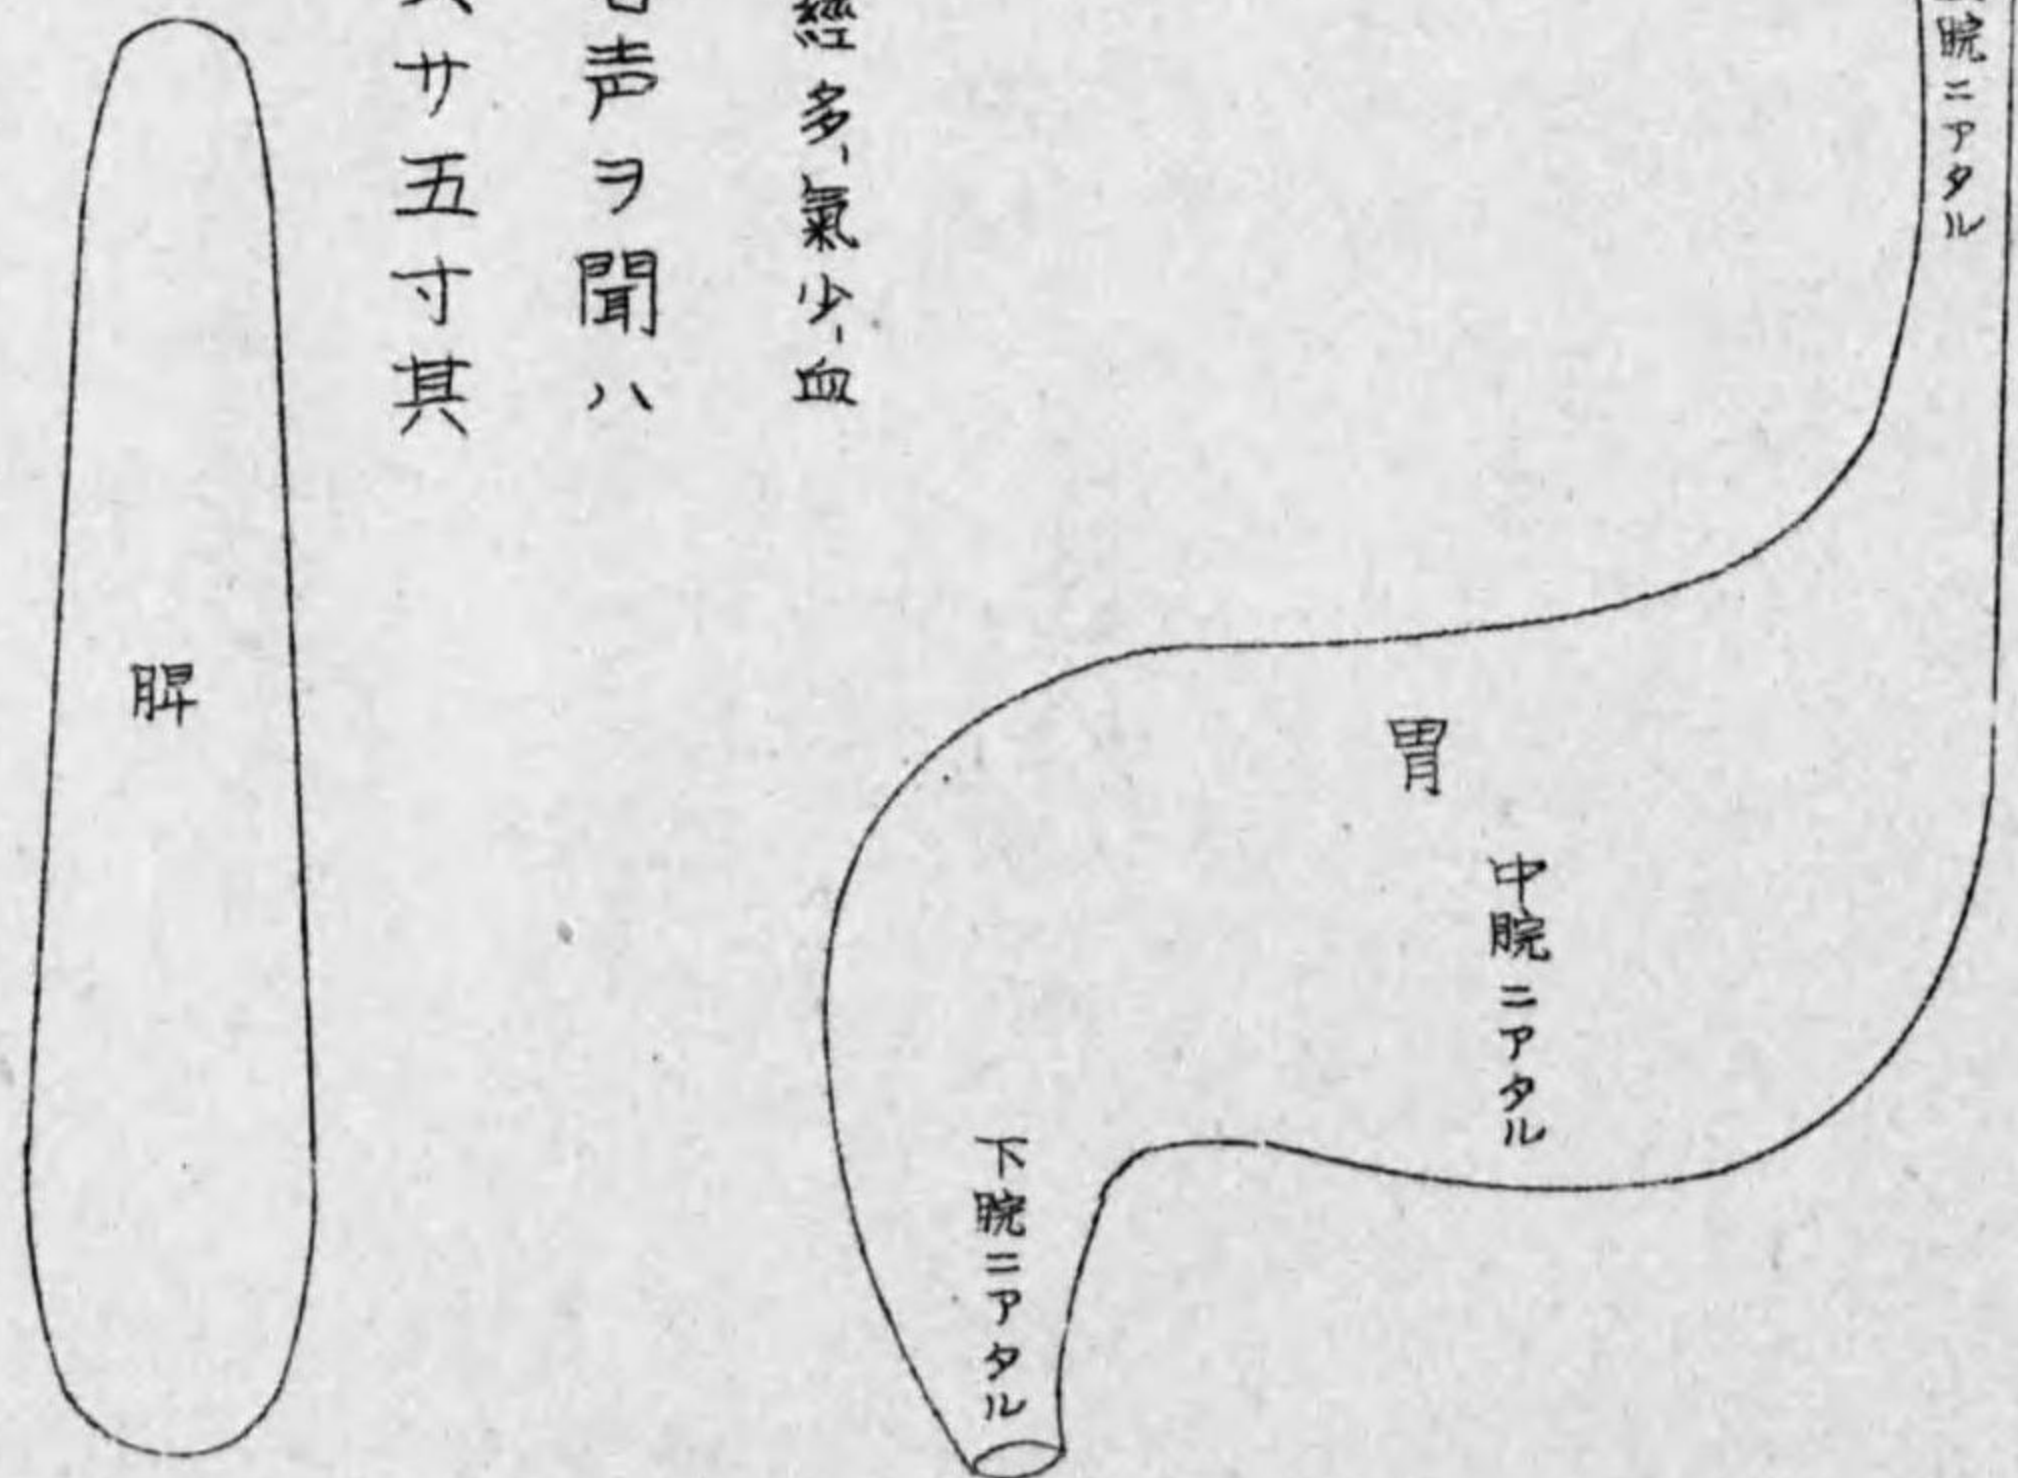 脘ニアタル
胃
中脘ニアタル
下脘ニアタル
經多氣少、血
声ヲ聞ハ
サ五寸其
脾